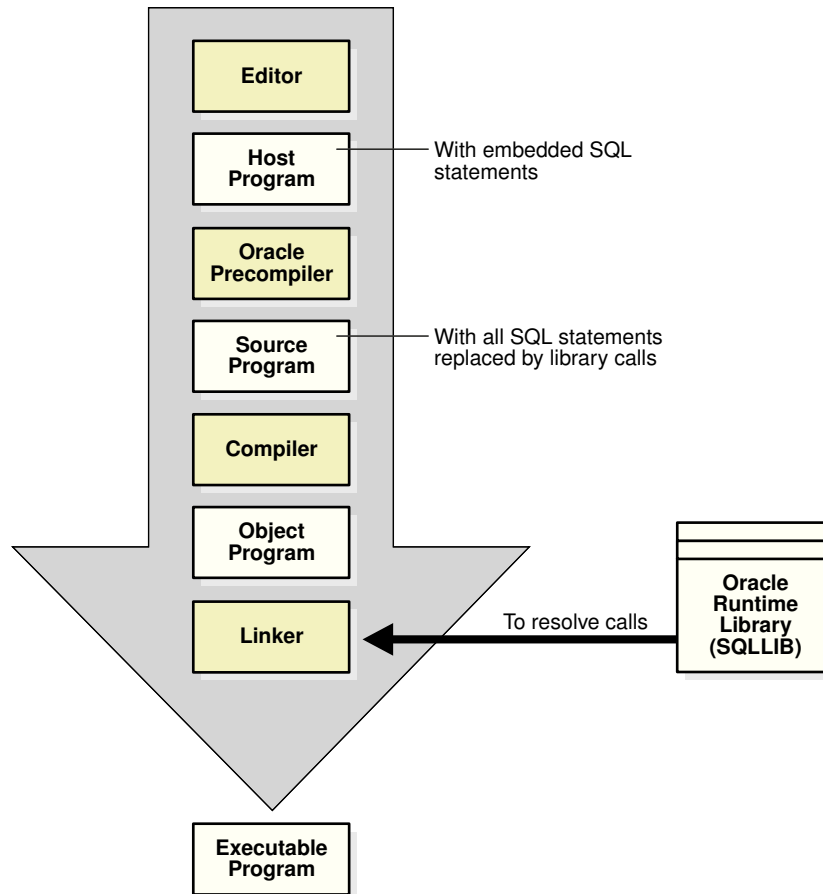 Editor
Host
Program
With embedded SQL
statements
Oracle
Precompiler
Source
Program
With all SQL statements
replaced by library calls
Compiler
Object
Program
Linker
To resolve calls
Oracle
Runtime
Library
(SQLLIB)
Executable
Program